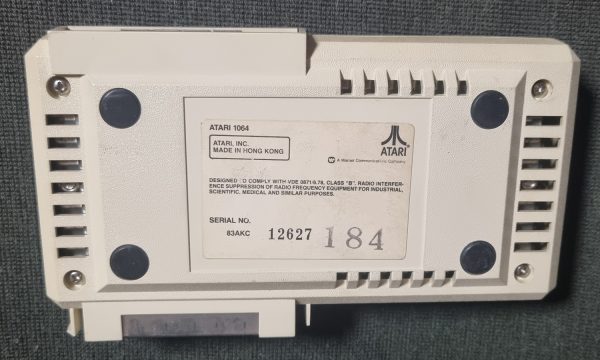 ATARI 1064
ATARI, INC.
MADE IN HONG KONG
ATARI
A Warner Communications Company
DESIGNED TO COMPLY WITH VDE 0871/6.78, CLASS "B". RADIO INTERFER-
ENCE SUPPRESSION OF RADIO FREQUENCY EQUIPMENT FOR INDUSTRIAL,
SCIENTIFIC, MEDICAL AND SIMILAR PURPOSES.
SERIAL NO.
83AKC 12627 184